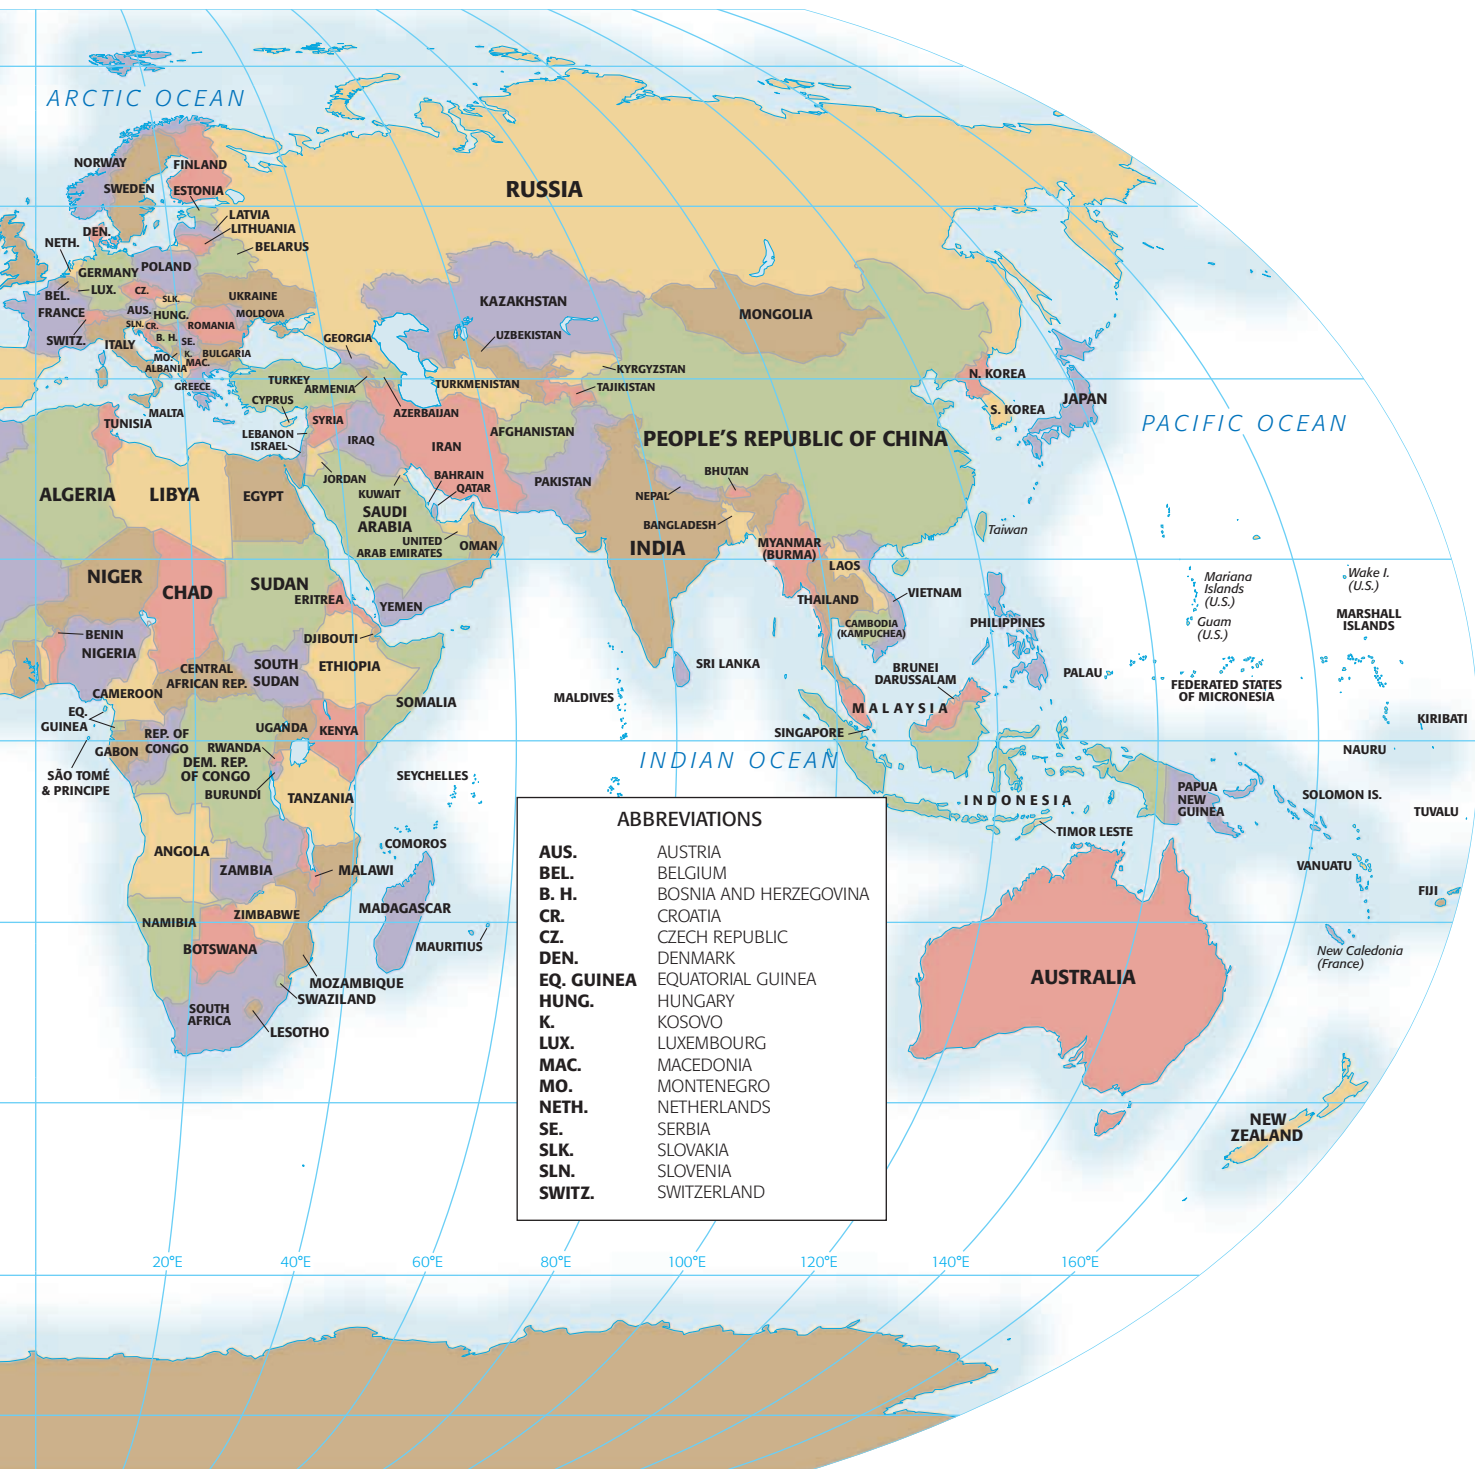 ARCTIC OCEAN
NORWAY
FINLAND
SWEDEN
ESTONIA
RUSSIA
LATVIA
LITHUANIA
DEN.
NETH.
BELARUS
GERMANY
POLAND
BEL.
LUX.
CZ.
SLK.
UKRAINE
FRANCE
AUS.
HUNG.
MOLDOVA
SLN.
CR.
ROMANIA
SWITZ.
ITALY
B. H.
SE.
MO.
K.
BULGARIA
ALBANIA
MAC.
GREECE
GEORGIA
KAZAKHSTAN
UZBEKISTAN
MONGOLIA
KYRGYZSTAN
TURKEY
ARMENIA
TURKMENISTAN
TAJIKISTAN
N. KOREA
CYPRUS
MALTA
TUNISIA
SYRIA
AZERBAIJAN
S. KOREA
JAPAN
LEBANON
ISRAEL
IRAQ
IRAN
AFGHANISTAN
PEOPLE'S REPUBLIC OF CHINA
PACIFIC OCEAN
JORDAN
KUWAIT
BAHRAIN
QATAR
PAKISTAN
BHUTAN
NEPAL
ALGERIA
LIBYA
EGYPT
SAUDI
ARABIA
BANGLADESH
Taiwan
UNITED
ARAB EMIRATES
OMAN
INDIA
MYANMAR
(BURMA)
LAOS
NIGER
CHAD
SUDAN
ERITREA
YEMEN
THAILAND
VIETNAM
Mariana
Islands
(U.S.)
Wake I.
(U.S.)
MARSHALL
ISLANDS
Guam
(U.S.)
BENIN
NIGERIA
DJIBOUTI
CAMBODIA
(KAMPUCHEA)
PHILIPPINES
CENTRAL
AFRICAN REP.
SOUTH
SUDAN
ETHIOPIA
SRI LANKA
BRUNEI
DARUSSALAM
PALAU
FEDERATED STATES
OF MICRONESIA
CAMEROON
SOMALIA
MALDIVES
MALAYSIA
EQ.
GUINEA
REP. OF
CONGO
UGANDA
KENYA
SINGAPORE
KIRIBATI
GABON
RWANDA
DEM. REP.
OF CONGO
INDIAN OCEAN
NAURU
SÃO TOMÉ
& PRINCIPE
BURUNDI
TANZANIA
SEYCHELLES
INDONESIA
PAPUA
NEW
GUINEA
SOLOMON IS.
TUVALU
TIMOR LESTE
ANGOLA
COMOROS
ZAMBIA
MALAWI
VANUATU
FIJI
NAMIBIA
ZIMBABWE
MADAGASCAR
BOTSWANA
MAURITIUS
New Caledonia
(France)
MOZAMBIQUE
SWAZILAND
SOUTH
AFRICA
LESOTHO
AUSTRALIA
NEW
ZEALAND
ABBREVIATIONS
AUS. AUSTRIA
BEL. BELGIUM
B. H. BOSNIA AND HERZEGOVINA
CR. CROATIA
CZ. CZECH REPUBLIC
DEN. DENMARK
EQ. GUINEA EQUATORIAL GUINEA
HUNG. HUNGARY
K. KOSOVO
LUX. LUXEMBOURG
MAC. MACEDONIA
MO. MONTENEGRO
NETH. NETHERLANDS
SE. SERBIA
SLK. SLOVAKIA
SLN. SLOVENIA
SWITZ. SWITZERLAND
20°E 40°E 60°E 80°E 100°E 120°E 140°E 160°E